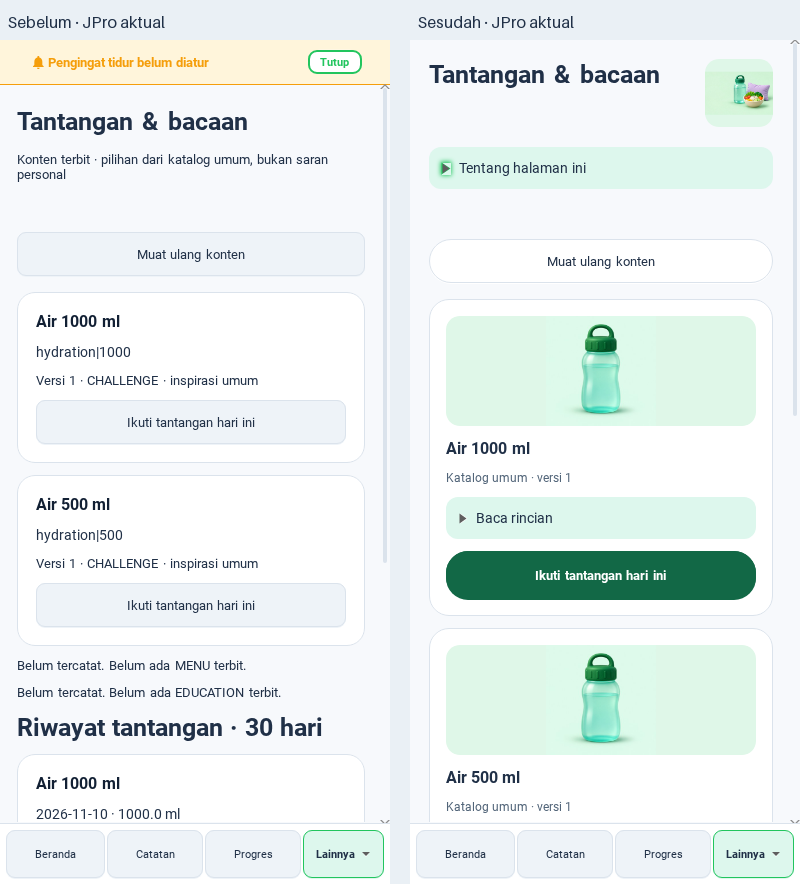 Sebelum · JPro aktual
Pengingat tidur belum diatur
Tutup
Tantangan & bacaan
Konten terbit · pilihan dari katalog umum, bukan saran
personal
Muat ulang konten
Air 1000 ml
hydration|1000
Versi 1 · CHALLENGE · inspirasi umum
Ikuti tantangan hari ini
Air 500 ml
hydration|500
Versi 1 · CHALLENGE · inspirasi umum
Ikuti tantangan hari ini
Belum tercatat. Belum ada MENU terbit.
Belum tercatat. Belum ada EDUCATION terbit.
Riwayat tantangan · 30 hari
Air 1000 ml
2026-11-10 · 1000.0 ml
Beranda
Catatan
Progres
Lainnya
Sesudah · JPro aktual
Tantangan & bacaan
Tentang halaman ini
Muat ulang konten
Air 1000 ml
Katalog umum · versi 1
Baca rincian
Ikuti tantangan hari ini
Air 500 ml
Katalog umum · versi 1
Beranda
Catatan
Progres
Lainnya